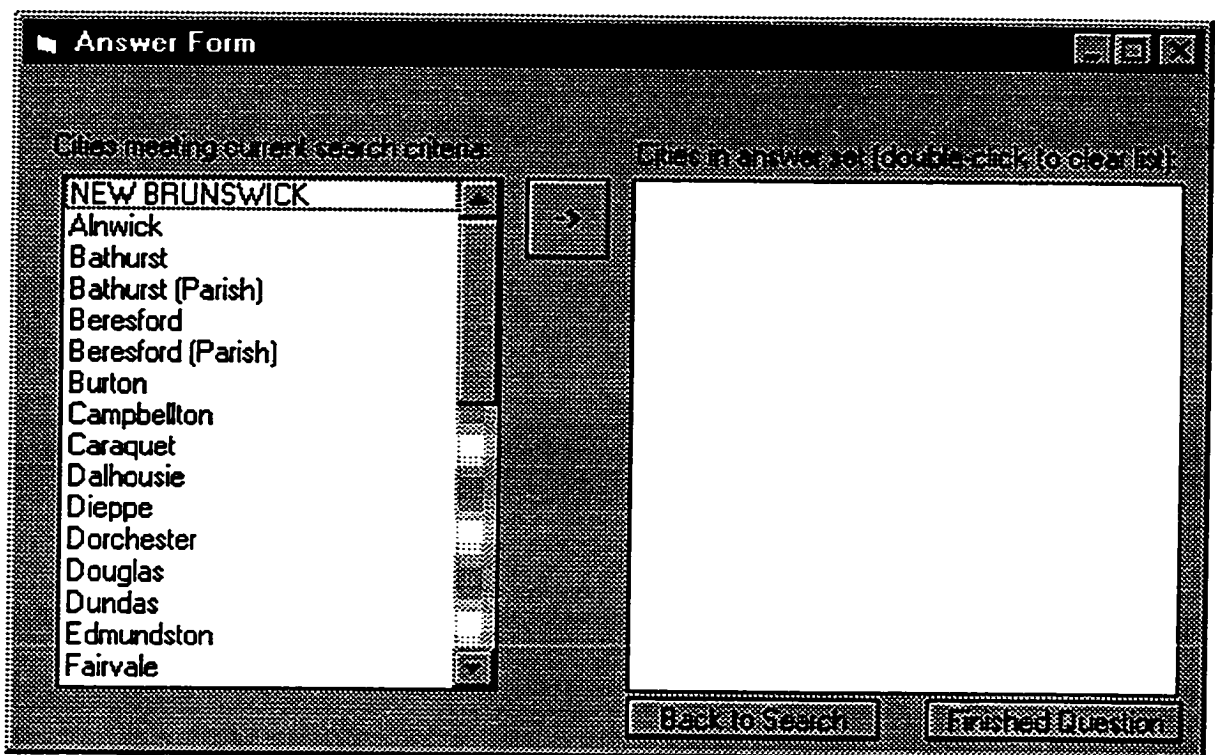 Answer Form
Cities meeting current search criteria:
Cities in answer set (double-click to clear list):
NEW BRUNSWICK
Alnwick
Bathurst
Bathurst (Parish)
Beresford
Beresford (Parish)
Burton
Campbellton
Caraquet
Dalhousie
Dieppe
Dorchester
Douglas
Dundas
Edmundston
Fairvale
->
Back to Search
Finished Question